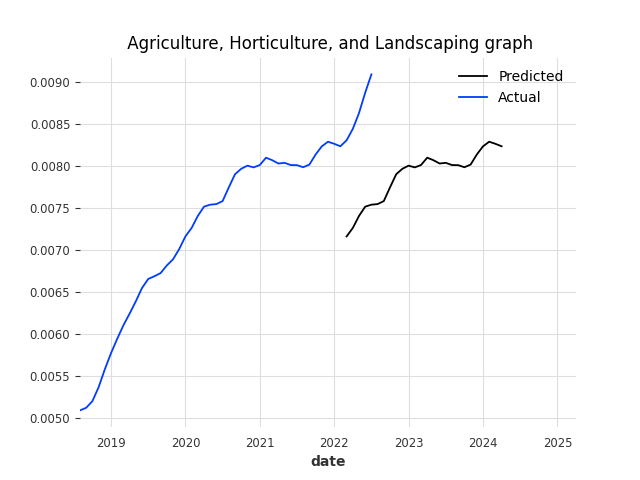 Agriculture, Horticulture, and Landscaping graph
Predicted
Actual
0.0090
0.0085
0.0080
0.0075
0.0070
0.0065
0.0060
0.0055
0.0050
2019 2020 2021 2022 2023 2024 2025
date